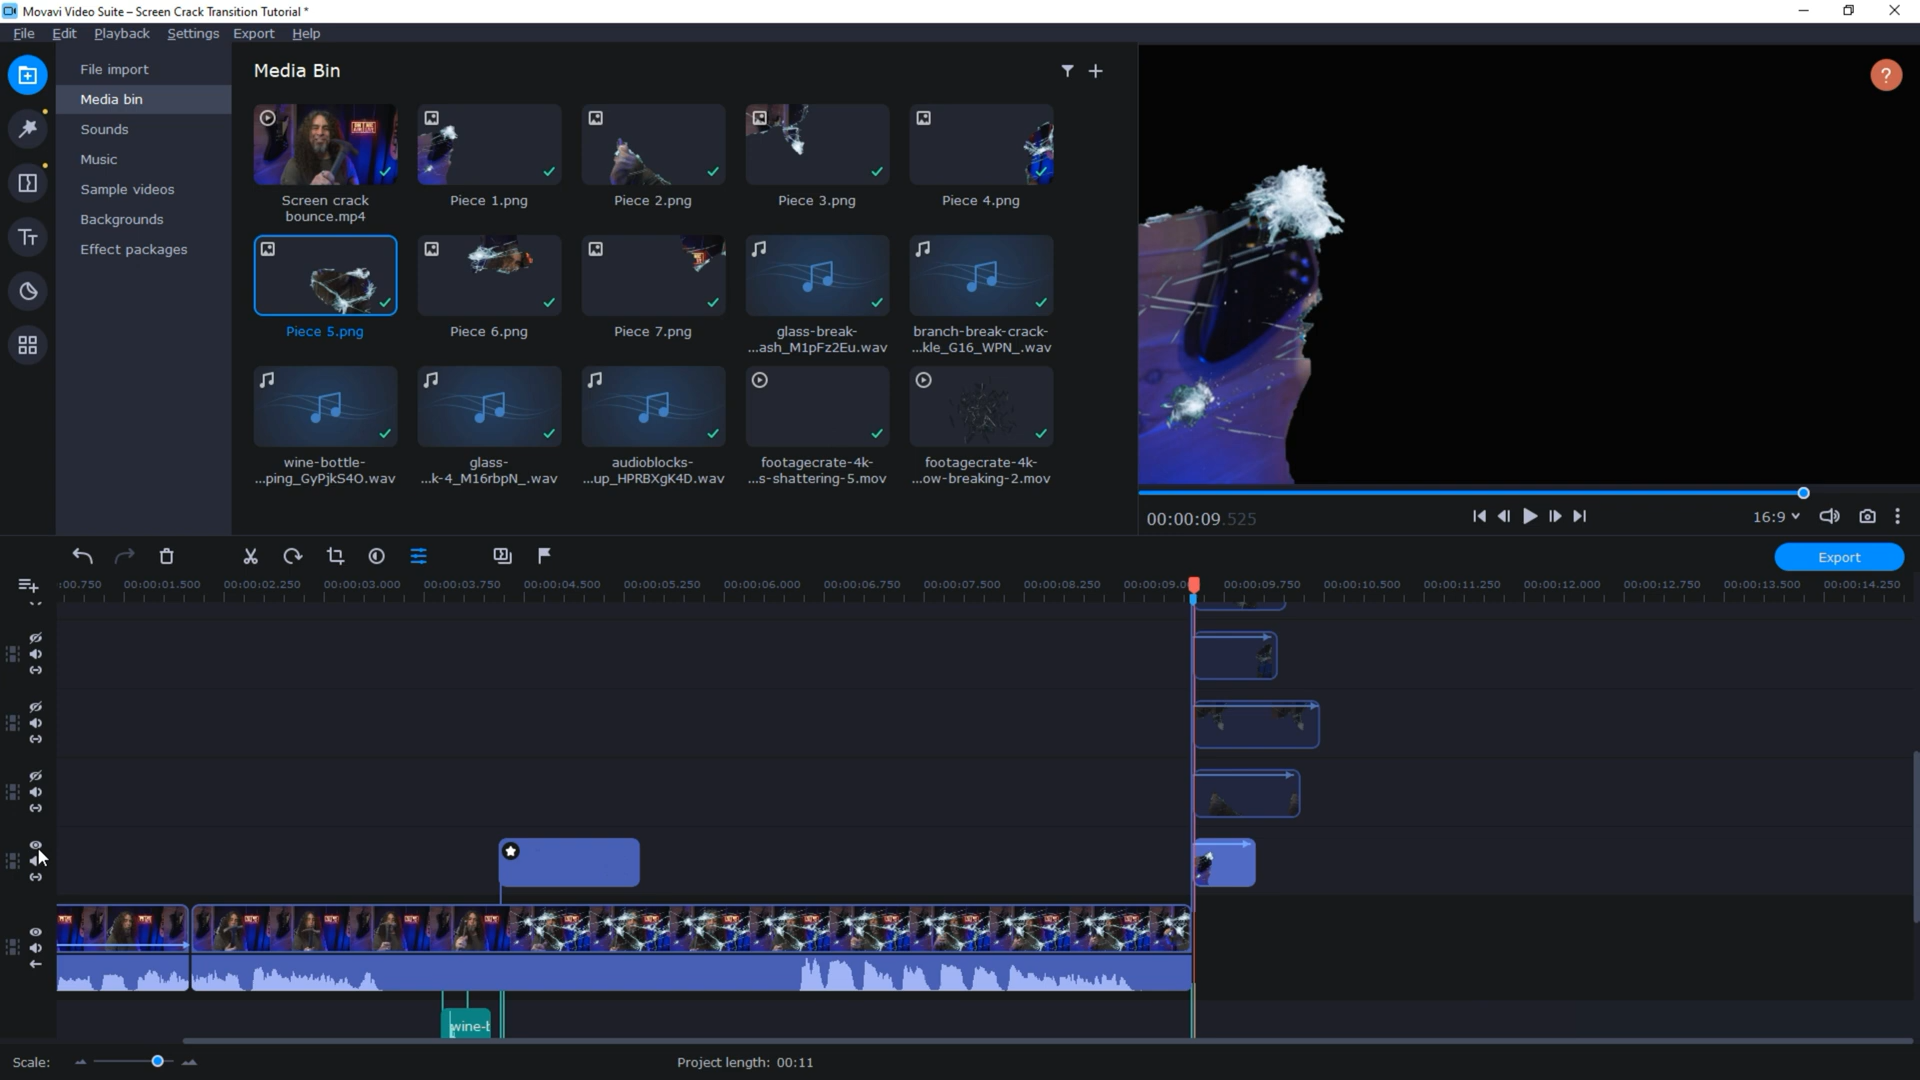 Movavi Video Suite – Screen Crack Transition Tutorial *
File Edit Playback Settings Export Help
File import
Media bin
Sounds
Music
Sample videos
Backgrounds
Effect packages
Media Bin
?
Screen crack
bounce.mp4
Piece 1.png
Piece 2.png
Piece 3.png
Piece 4.png
Piece 5.png
Piece 6.png
Piece 7.png
glass-break-
...ash_M1pFz2Eu.wav
branch-break-crack-
...kle_G16_WPN_.wav
wine-bottle-
...ping_GyPjkS4O.wav
glass-
...k-4_M16rbpN_.wav
audioblocks-
...up_HPRBXgK4D.wav
footagecrate-4k-
...s-shattering-5.mov
footagecrate-4k-
...ow-breaking-2.mov
00:00:09.525
16:9
Export
:00.750 00:00:01.500 00:00:02.250 00:00:03.000 00:00:03.750 00:00:04.500 00:00:05.250 00:00:06.000 00:00:06.750 00:00:07.500 00:00:08.250 00:00:09.0 00:00:09.750 00:00:10.500 00:00:11.250 00:00:12.000 00:00:12.750 00:00:13.500 00:00:14.250
wine-b
Scale:
Project length: 00:11